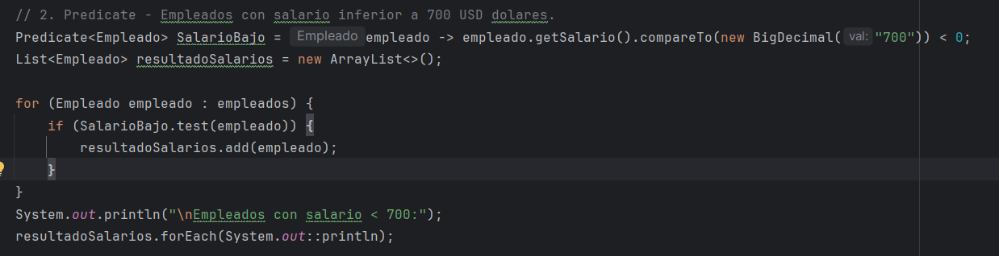 // 2. Predicate - Empleados con salario inferior a 700 USD dolares.
Predicate<Empleado> SalarioBajo = Empleado empleado -> empleado.getSalario().compareTo(new BigDecimal( val: "700")) < 0;
List<Empleado> resultadoSalarios = new ArrayList<>();
for (Empleado empleado : empleados) {
if (SalarioBajo.test(empleado)) {
resultadoSalarios.add(empleado);
}
}
System.out.println("\nEmpleados con salario < 700:");
resultadoSalarios.forEach(System.out::println);